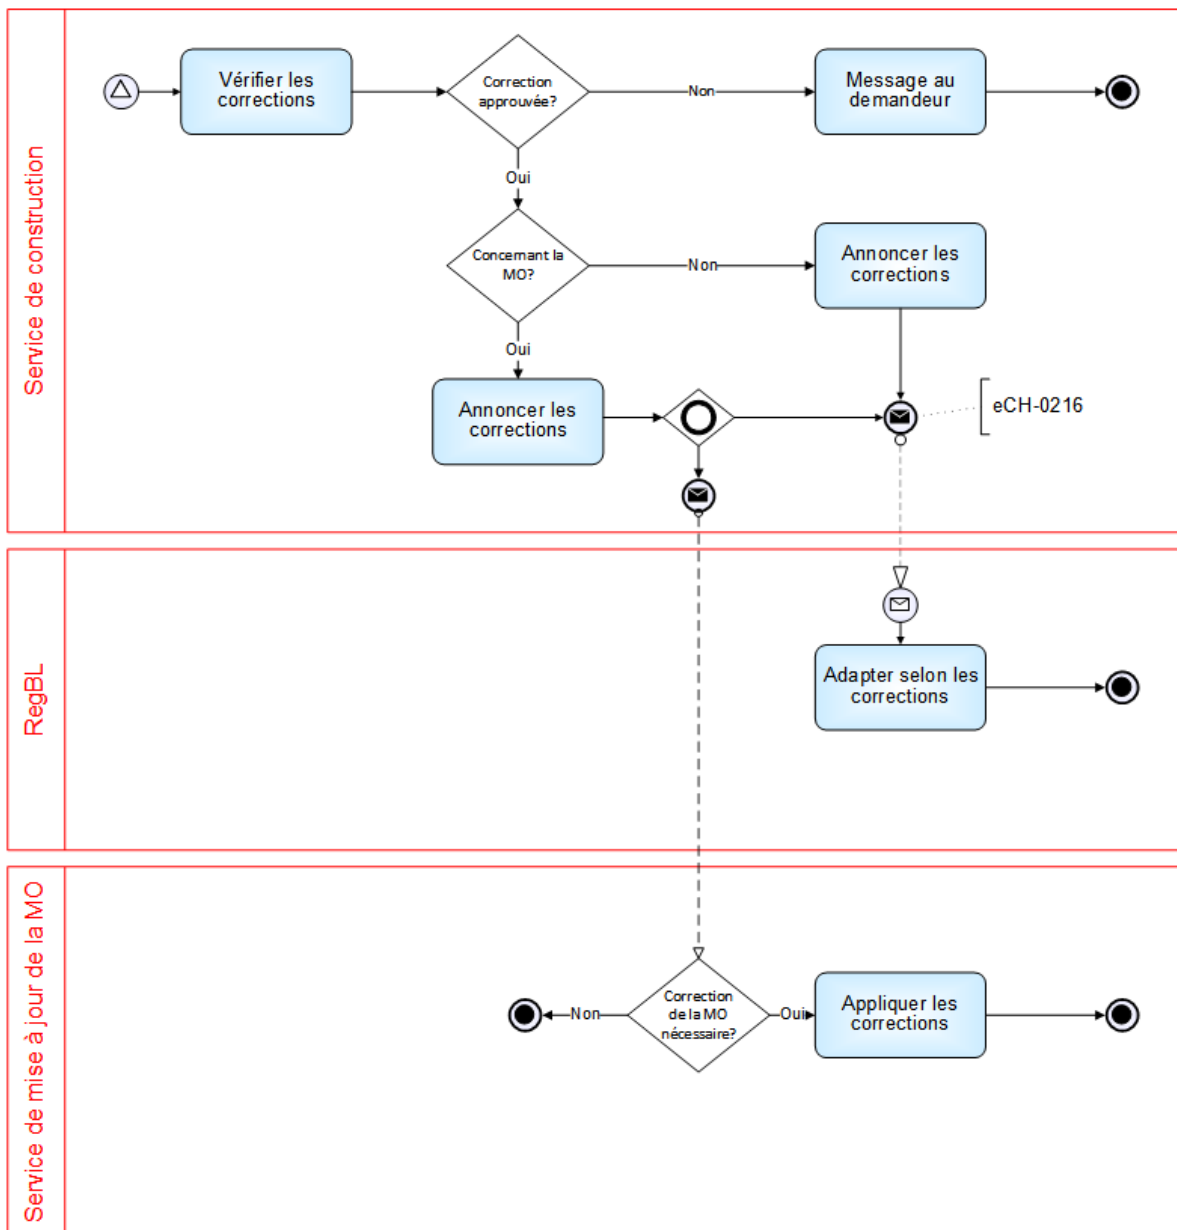 Service de construction
Vérifier les
corrections
Correction
approuvée?
Non
Message au
demandeur
Oui
Concernant la
MO?
Non
Annoncer les
corrections
Oui
Annoncer les
corrections
eCH-0216
RegBL
Adapter selon les
corrections
Service de mise à jour de la MO
Correction
de la MO
nécessaire?
Non
Oui
Appliquer les
corrections